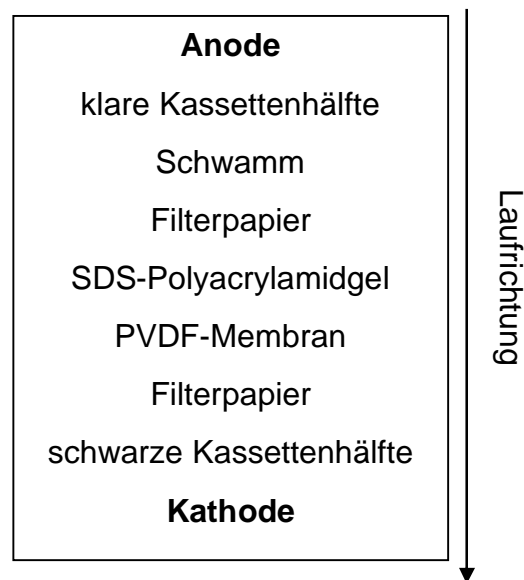 Anode
klare Kassettenhälfte
Schwamm
Filterpapier
SDS-Polyacrylamidgel
PVDF-Membran
Filterpapier
schwarze Kassettenhälfte
Kathode
Laufrichtung